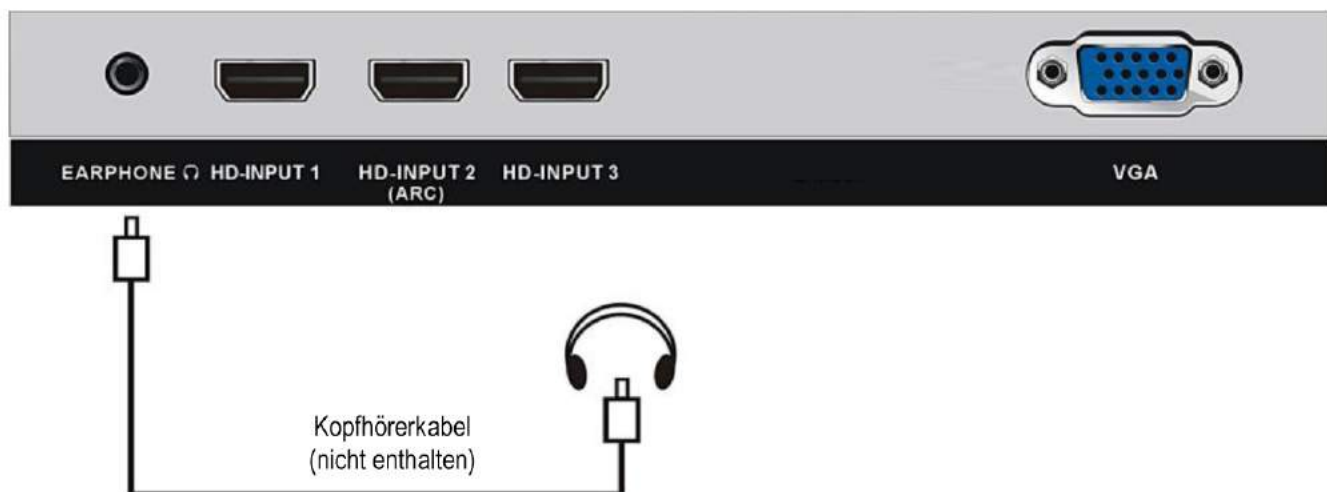 EARPHONE HD-INPUT 1 HD-INPUT 2 HD-INPUT 3 VGA
(ARC)
Kopfhörerkabel
(nicht enthalten)